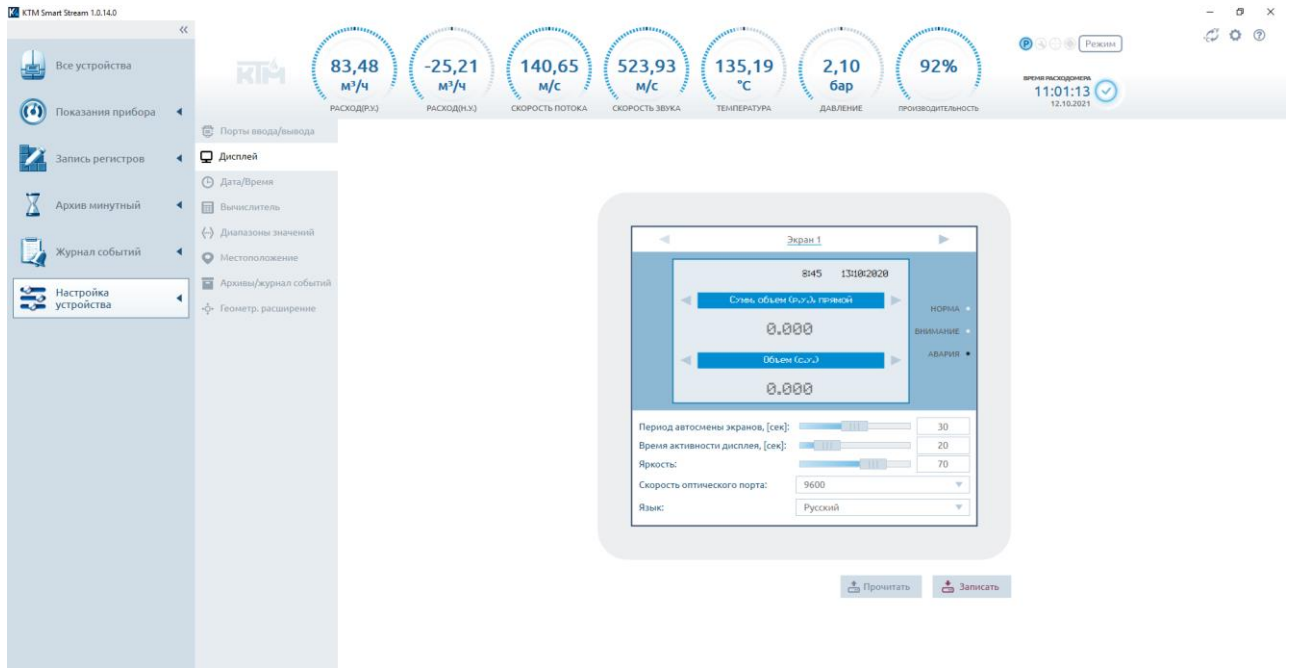 KTM Smart Stream 1.0.14.0
Все устройства
Показания прибора
Запись регистров
Архив минутный
Журнал событий
Настройка
устройства
KTM
83,48
м³/ч
РАСХОД(Р.У.)
-25,21
м³/ч
РАСХОД(Н.У.)
140,65
м/с
СКОРОСТЬ ПОТОКА
523,93
м/с
СКОРОСТЬ ЗВУКА
135,19
°C
ТЕМПЕРАТУРА
2,10
бар
ДАВЛЕНИЕ
92%
ПРОИЗВОДИТЕЛЬНОСТЬ
P
Режим
ВРЕМЯ РАСХОДОМЕРА
11:01:13
12.10.2021
Порты ввода/вывода
Дисплей
Дата/Время
Вычислитель
Диапазоны значений
Местоположение
Архивы/журнал событий
Геометр. расширение
Экран 1
8:45 13:10:2020
Сумм. объем (р.у.), прямой
0.000
Объем (с.у.)
0.000
НОРМА
ВНИМАНИЕ
АВАРИЯ
Период автосмены экранов, [сек]: 30
Время активности дисплея, [сек]: 20
Яркость: 70
Скорость оптического порта: 9600
Язык: Русский
Прочитать
Записать